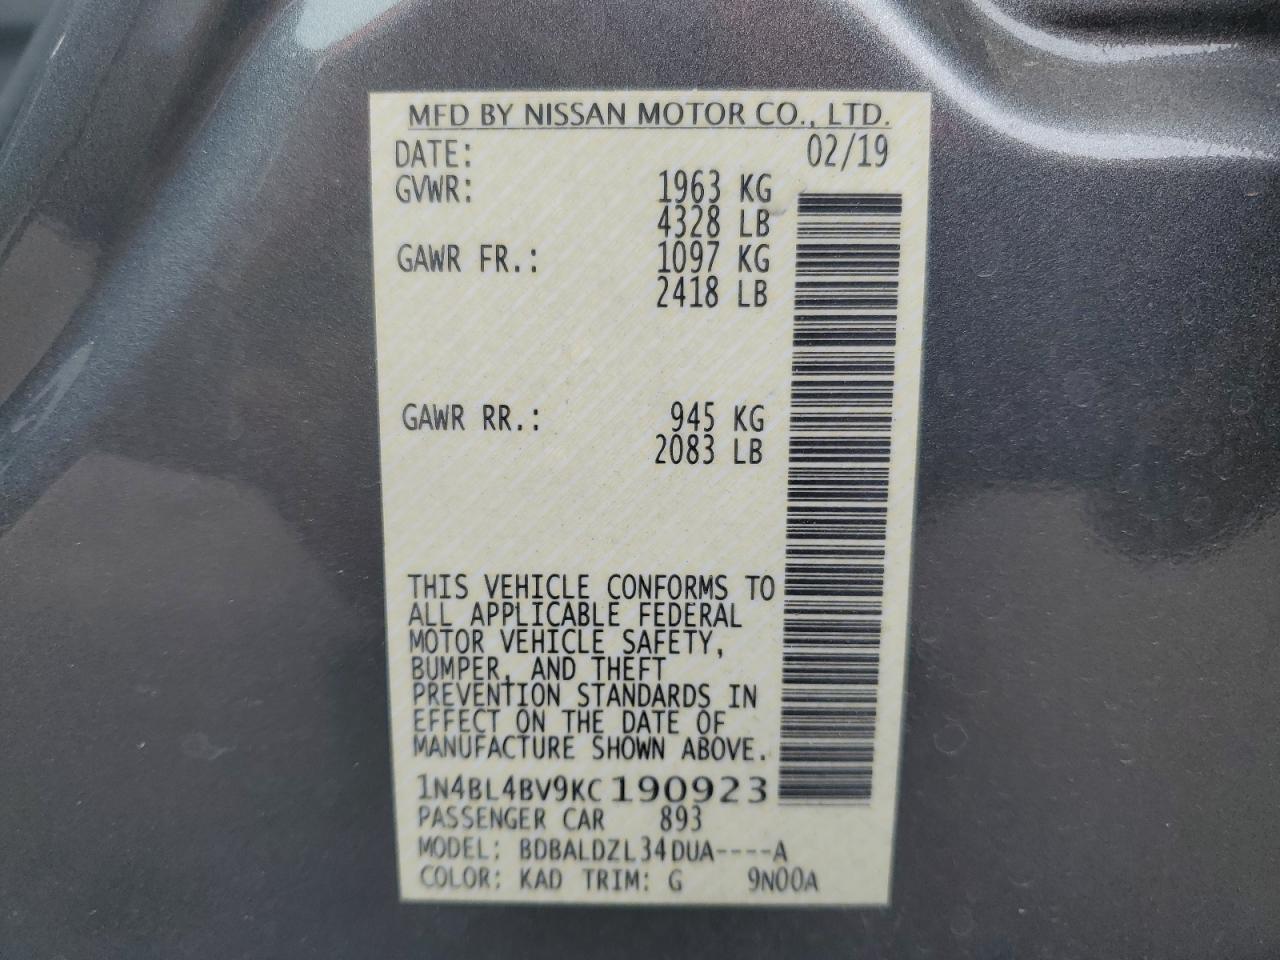 MFD BY NISSAN MOTOR CO., LTD.
DATE: 02/19
GVWR: 1963 KG
4328 LB
GAWR FR.: 1097 KG
2418 LB
GAWR RR.: 945 KG
2083 LB
THIS VEHICLE CONFORMS TO
ALL APPLICABLE FEDERAL
MOTOR VEHICLE SAFETY,
BUMPER, AND THEFT
PREVENTION STANDARDS IN
EFFECT ON THE DATE OF
MANUFACTURE SHOWN ABOVE.
1N4BL4BV9KC190923
PASSENGER CAR 893
MODEL: BDBALDZL34DUA----A
COLOR: KAD TRIM: G 9N00A